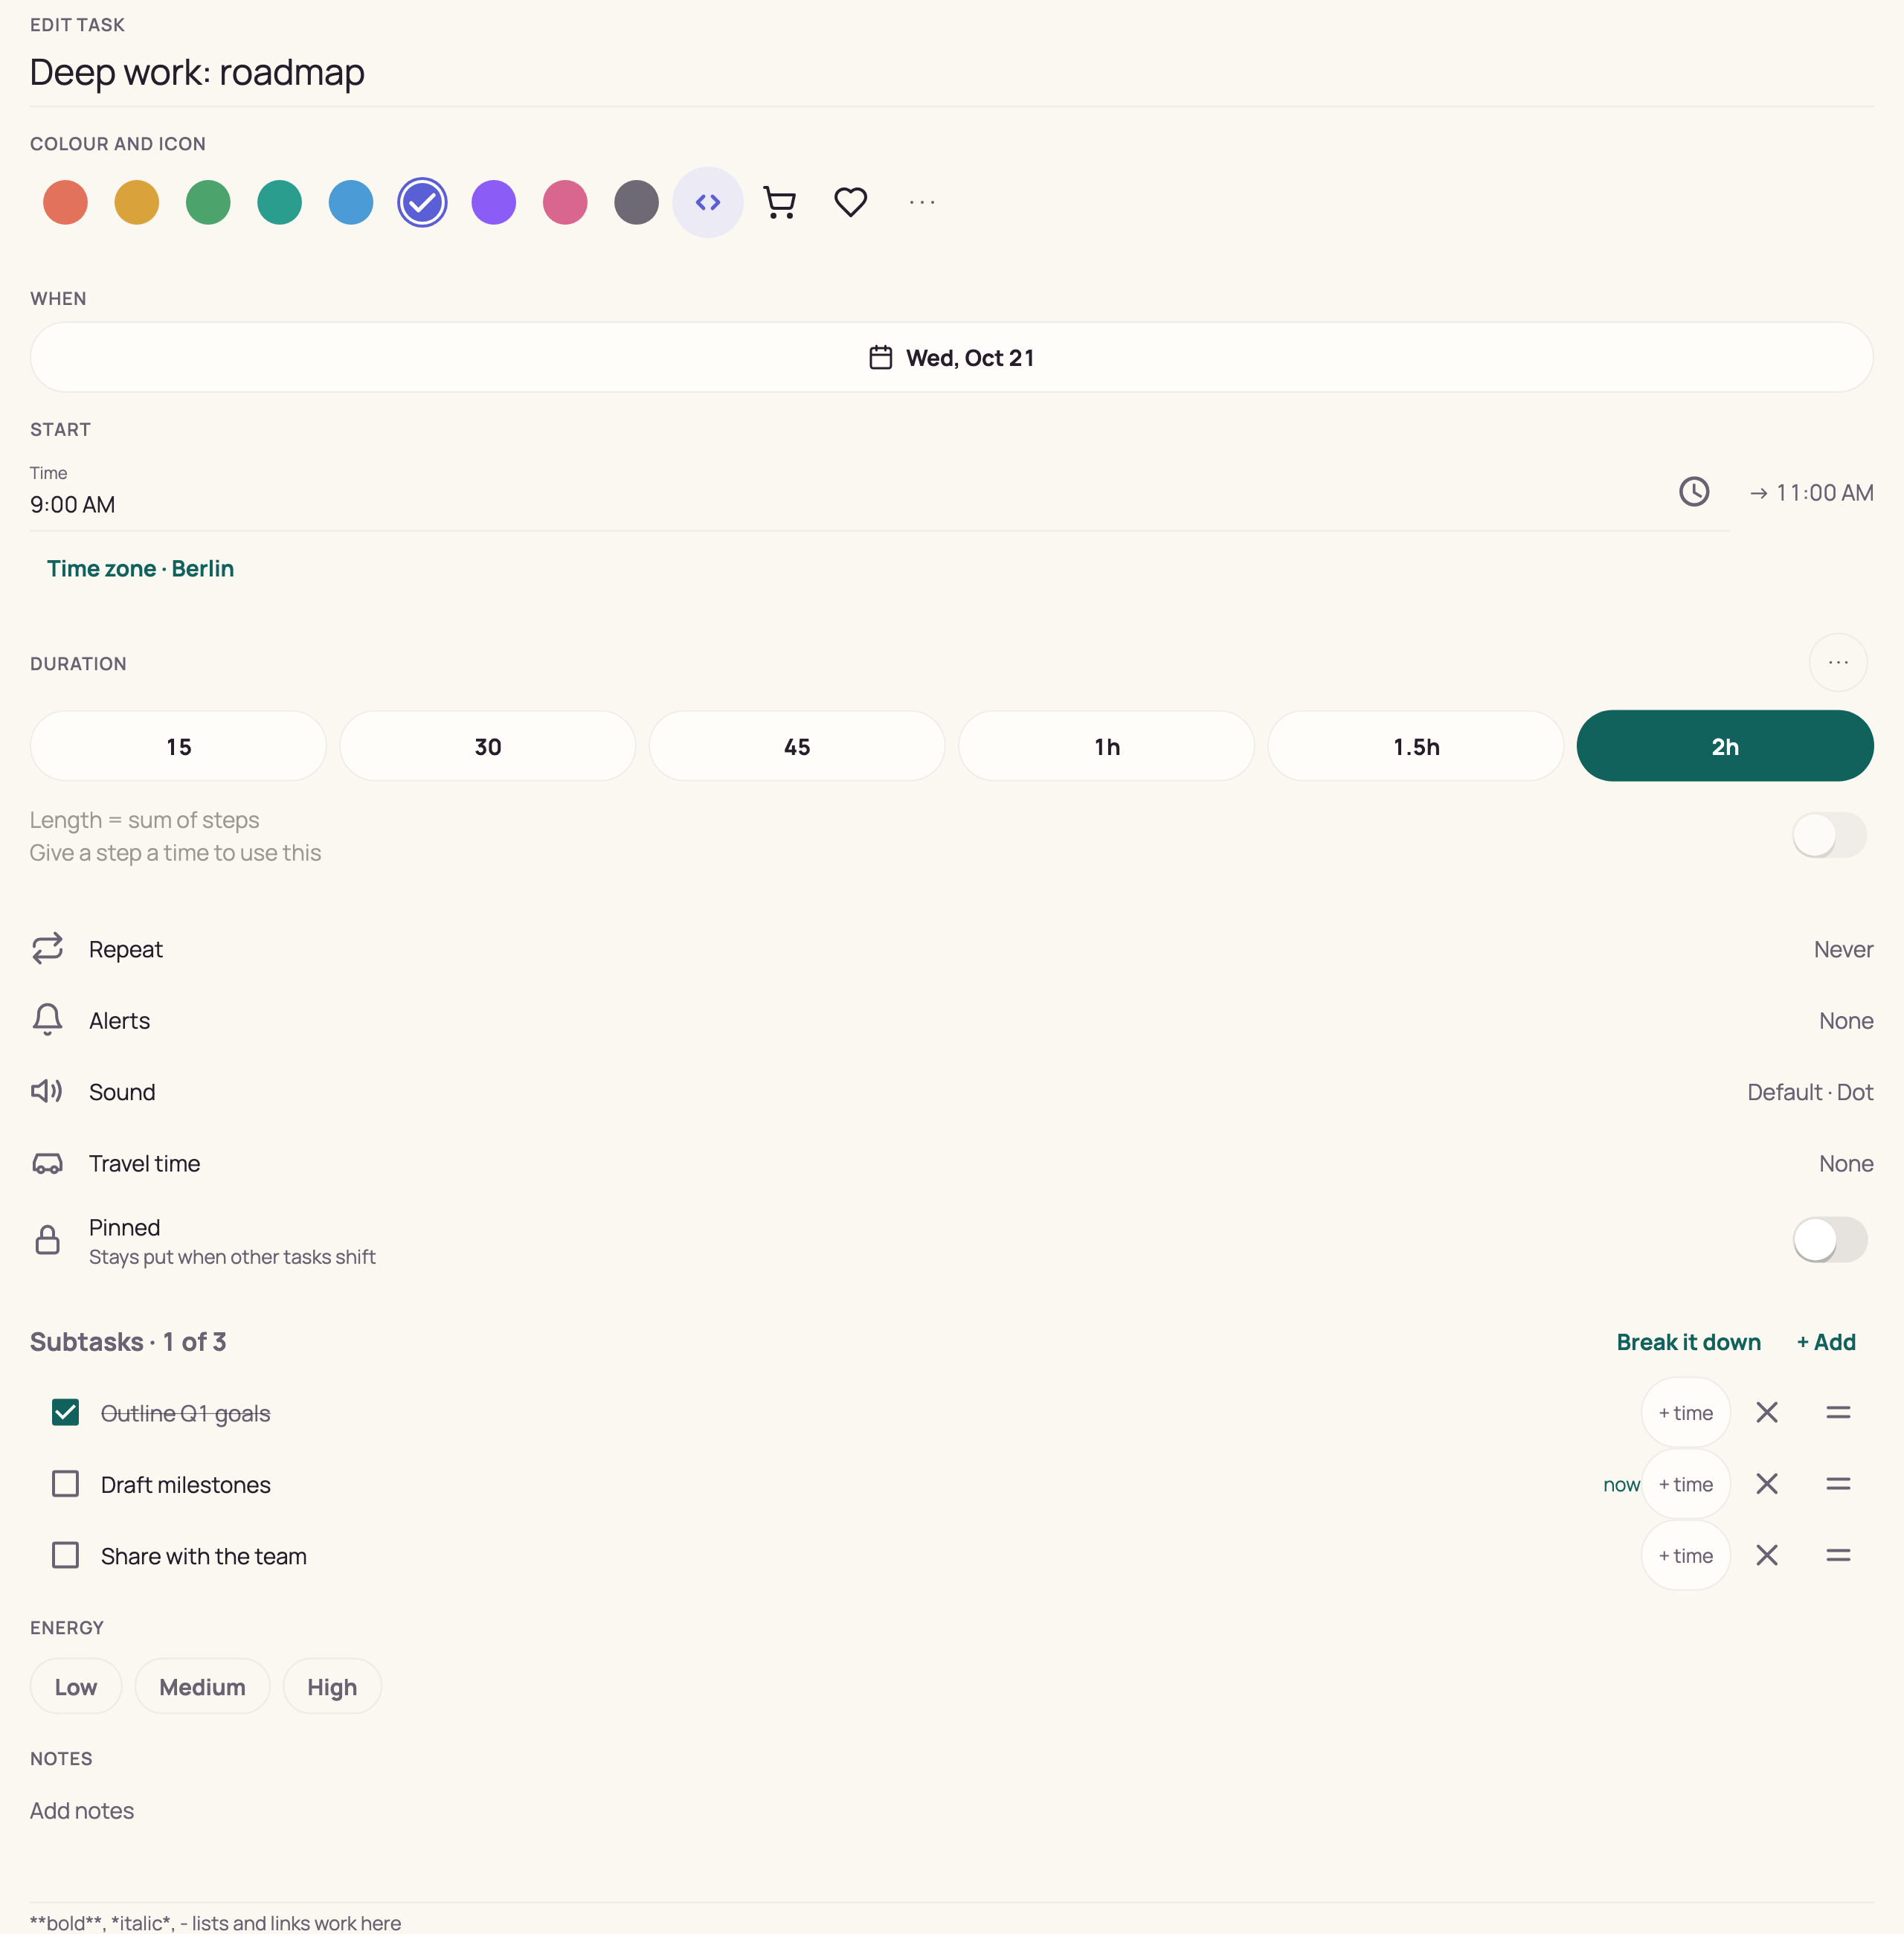 EDIT TASK
Deep work: roadmap
COLOUR AND ICON
WHEN
Wed, Oct 21
START
Time
9:00 AM
→ 11:00 AM
Time zone · Berlin
DURATION
15 30 45 1h 1.5h 2h
Length = sum of steps
Give a step a time to use this
Repeat Never
Alerts None
Sound Default · Dot
Travel time None
Pinned
Stays put when other tasks shift
Subtasks · 1 of 3 Break it down + Add
Outline Q1 goals + time
Draft milestones now + time
Share with the team + time
ENERGY
Low Medium High
NOTES
Add notes
**bold**, *italic*, - lists and links work here